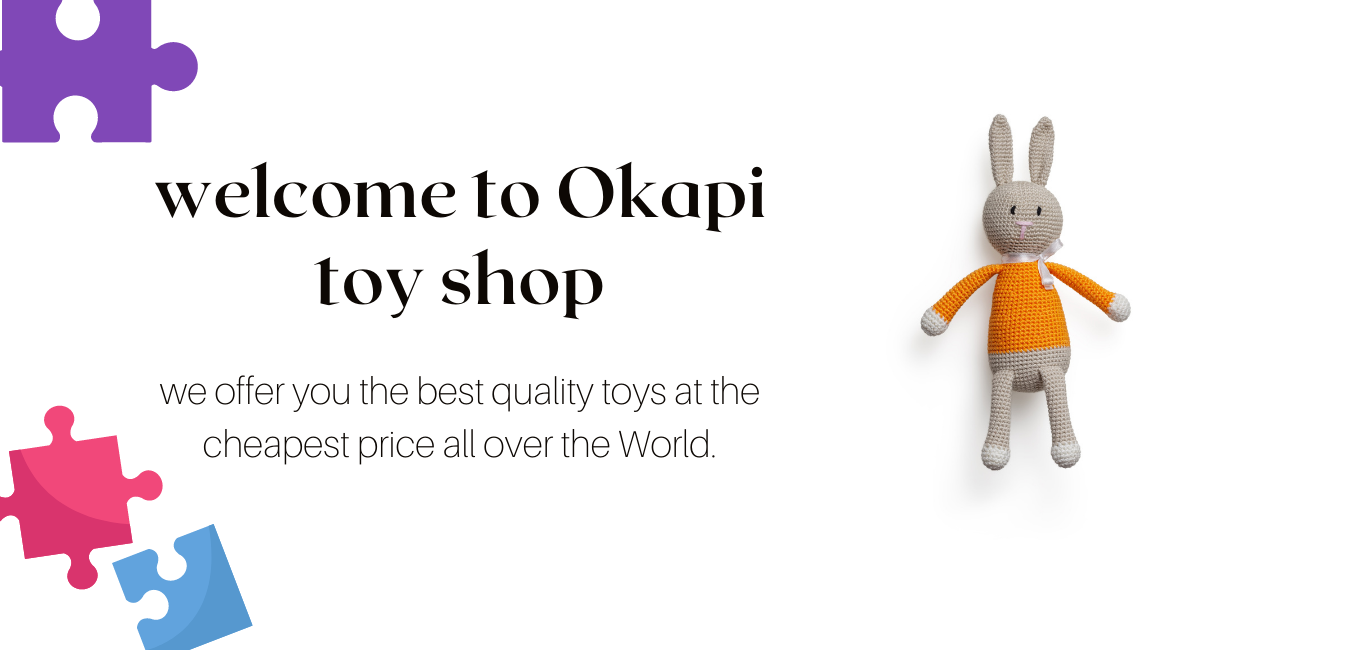 welcome to Okapi
toy shop
we offer you the best quality toys at the
cheapest price all over the World.